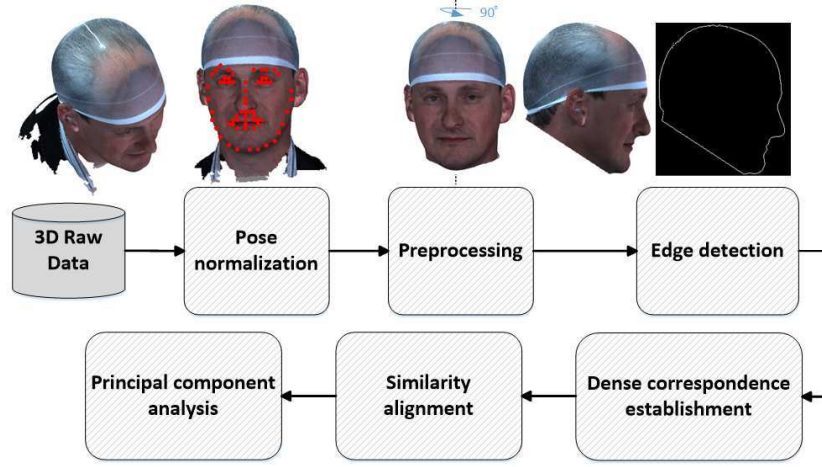 90°
3D Raw
Data
Pose
normalization
Preprocessing
Edge detection
Principal component
analysis
Similarity
alignment
Dense correspondence
establishment